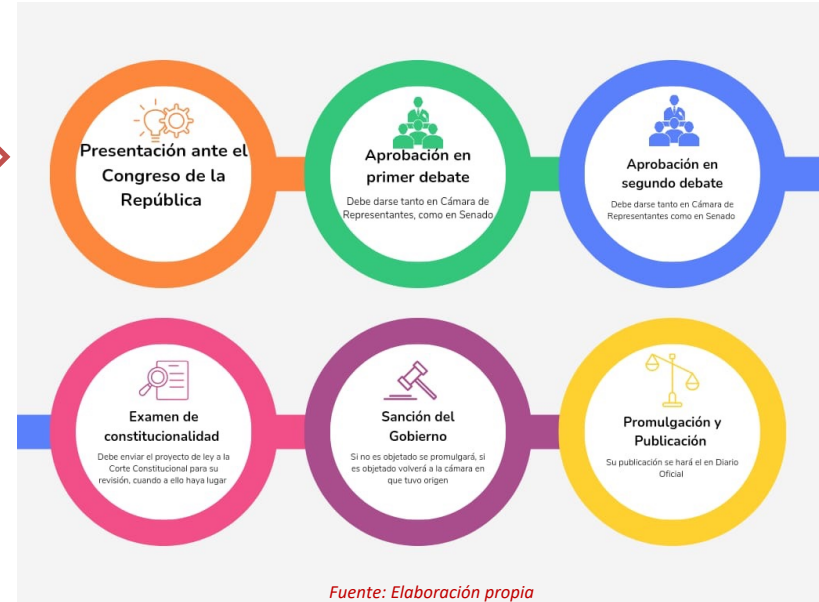 Presentación ante el
Congreso de la
República
Aprobación en
primer debate
Debe darse tanto en Cámara de
Representantes, como en Senado
Aprobación en
segundo debate
Debe darse tanto en Cámara de
Representantes como en Senado
Examen de
constitucionalidad
Debe enviar el proyecto de ley a la
Corte Constitucional para su
revisión, cuando a ello haya lugar
Sanción del
Gobierno
Si no es objetado se promulgará, si
es objetado volverá a la cámara en
que tuvo origen
Promulgación y
Publicación
Su publicación se hará el en Diario
Oficial
Fuente: Elaboración propia